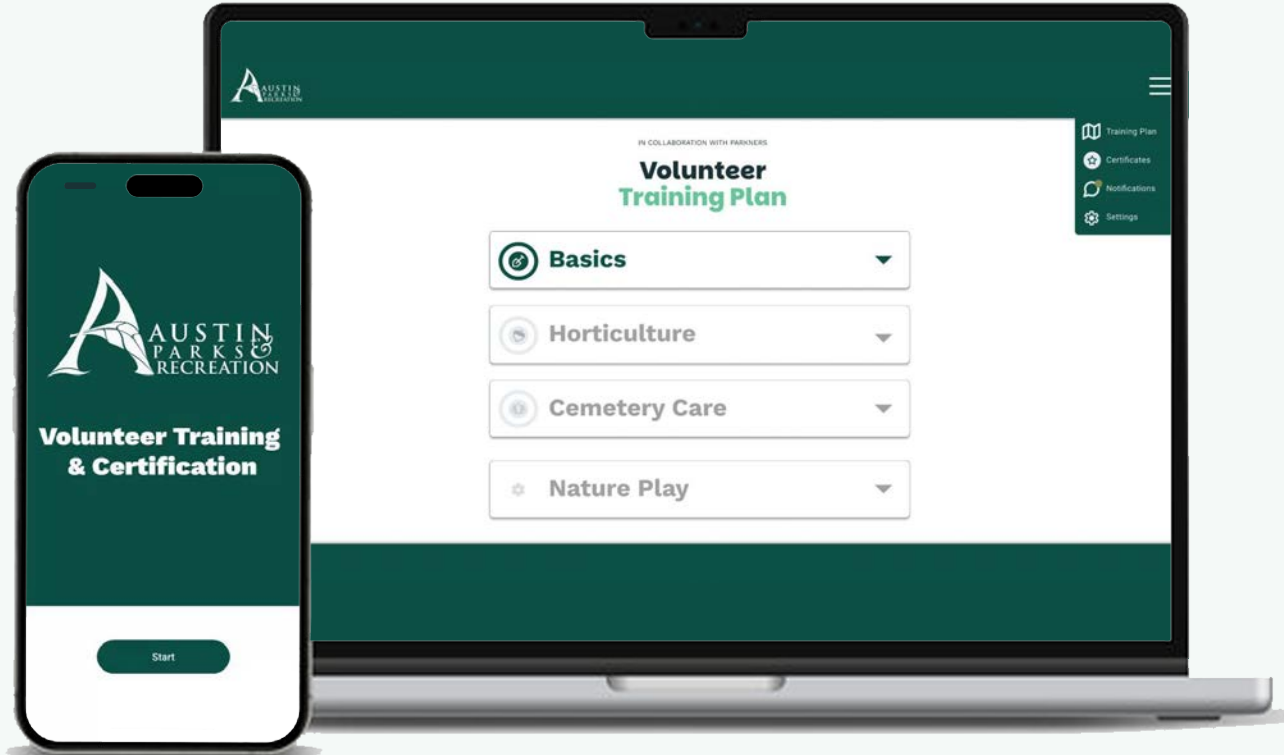 AUSTIN
PARKS &
RECREATION
Volunteer Training
& Certification
Start
AUSTIN
PARKS &
RECREATION
IN COLLABORATION WITH PARKNERS
Volunteer
Training Plan
Basics
Horticulture
Cemetery Care
Nature Play
Training Plan
Certificates
Notifications
Settings